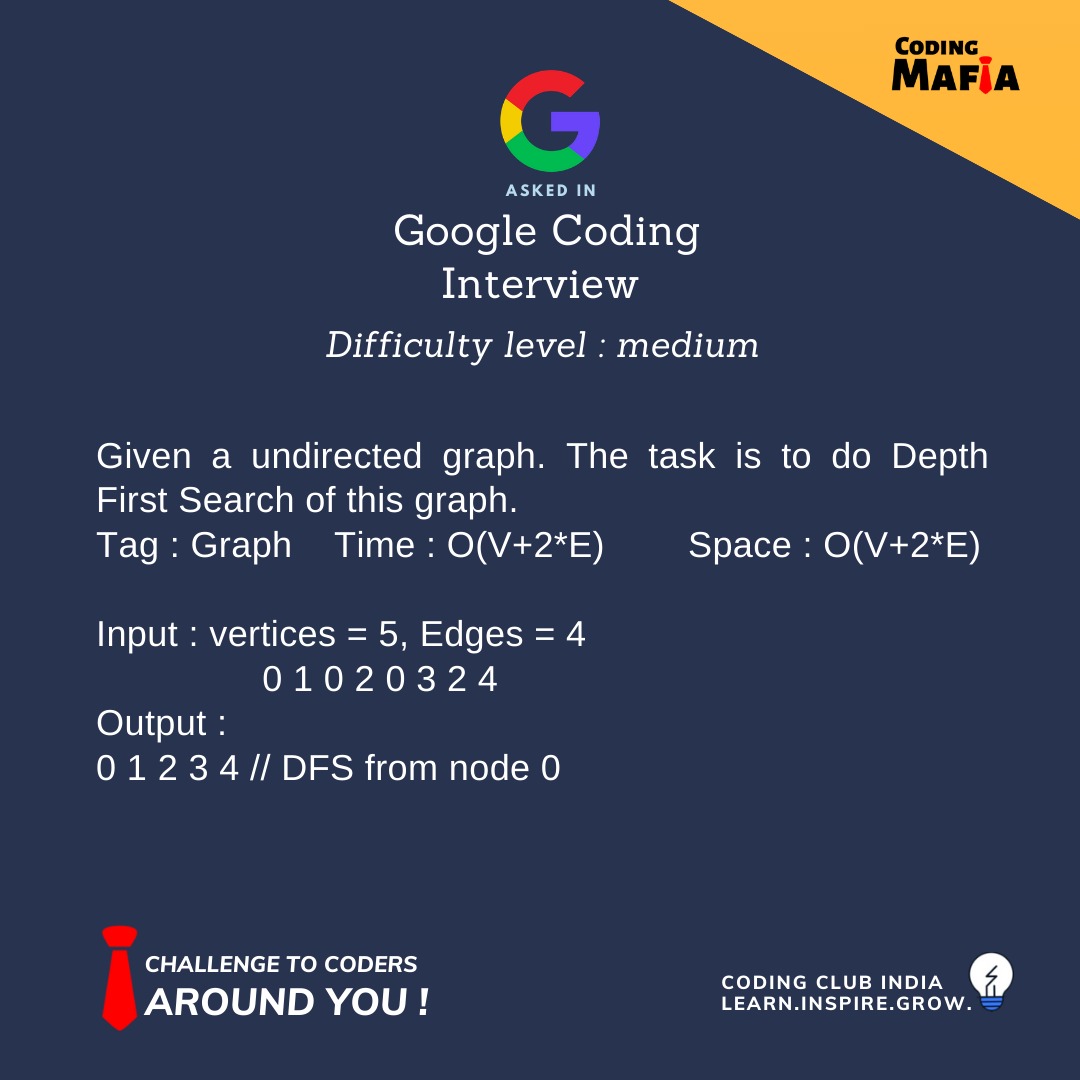 CODING
MAFIA
G
ASKED IN
Google Coding
Interview
Difficulty level : medium
Given a undirected graph. The task is to do Depth
First Search of this graph.
Tag : Graph Time : O(V+2*E) Space : O(V+2*E)
Input : vertices = 5, Edges = 4
0 1 0 2 0 3 2 4
Output :
0 1 2 3 4 // DFS from node 0
CHALLENGE TO CODERS
AROUND YOU !
CODING CLUB INDIA
LEARN.INSPIRE.GROW.